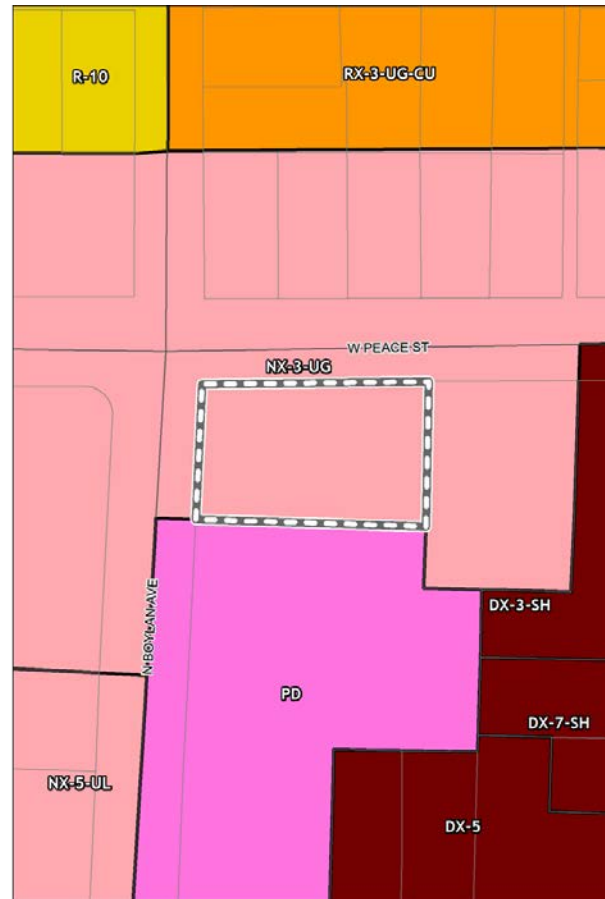 R-10
RX-3-UG-CU
W PEACE ST
NX-3-UG
N BOYLAN AVE
DX-3-SH
PD
DX-7-SH
NX-5-UL
DX-5